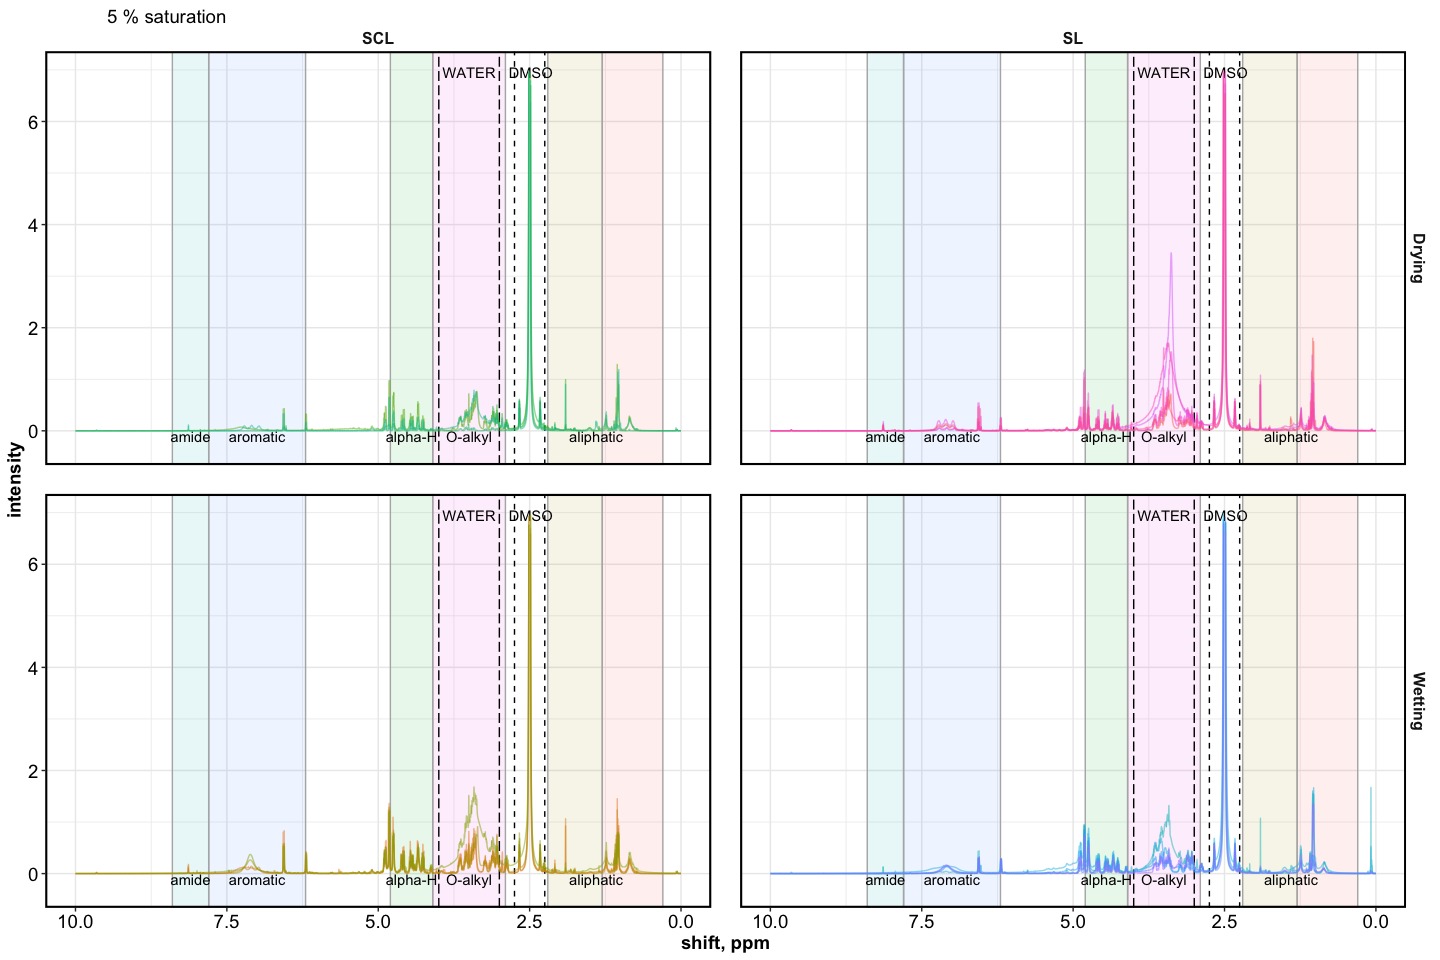 5 % saturation
SCL
SL
WATER DMSO
WATER DMSO
6
4
2
0
amide aromatic alpha-H O-alkyl aliphatic
amide aromatic alpha-H O-alkyl aliphatic
Drying
intensity
WATER DMSO
WATER DMSO
6
4
2
0
amide aromatic alpha-H O-alkyl aliphatic
amide aromatic alpha-H O-alkyl aliphatic
Wetting
10.0 7.5 5.0 2.5 0.0
10.0 7.5 5.0 2.5 0.0
shift, ppm